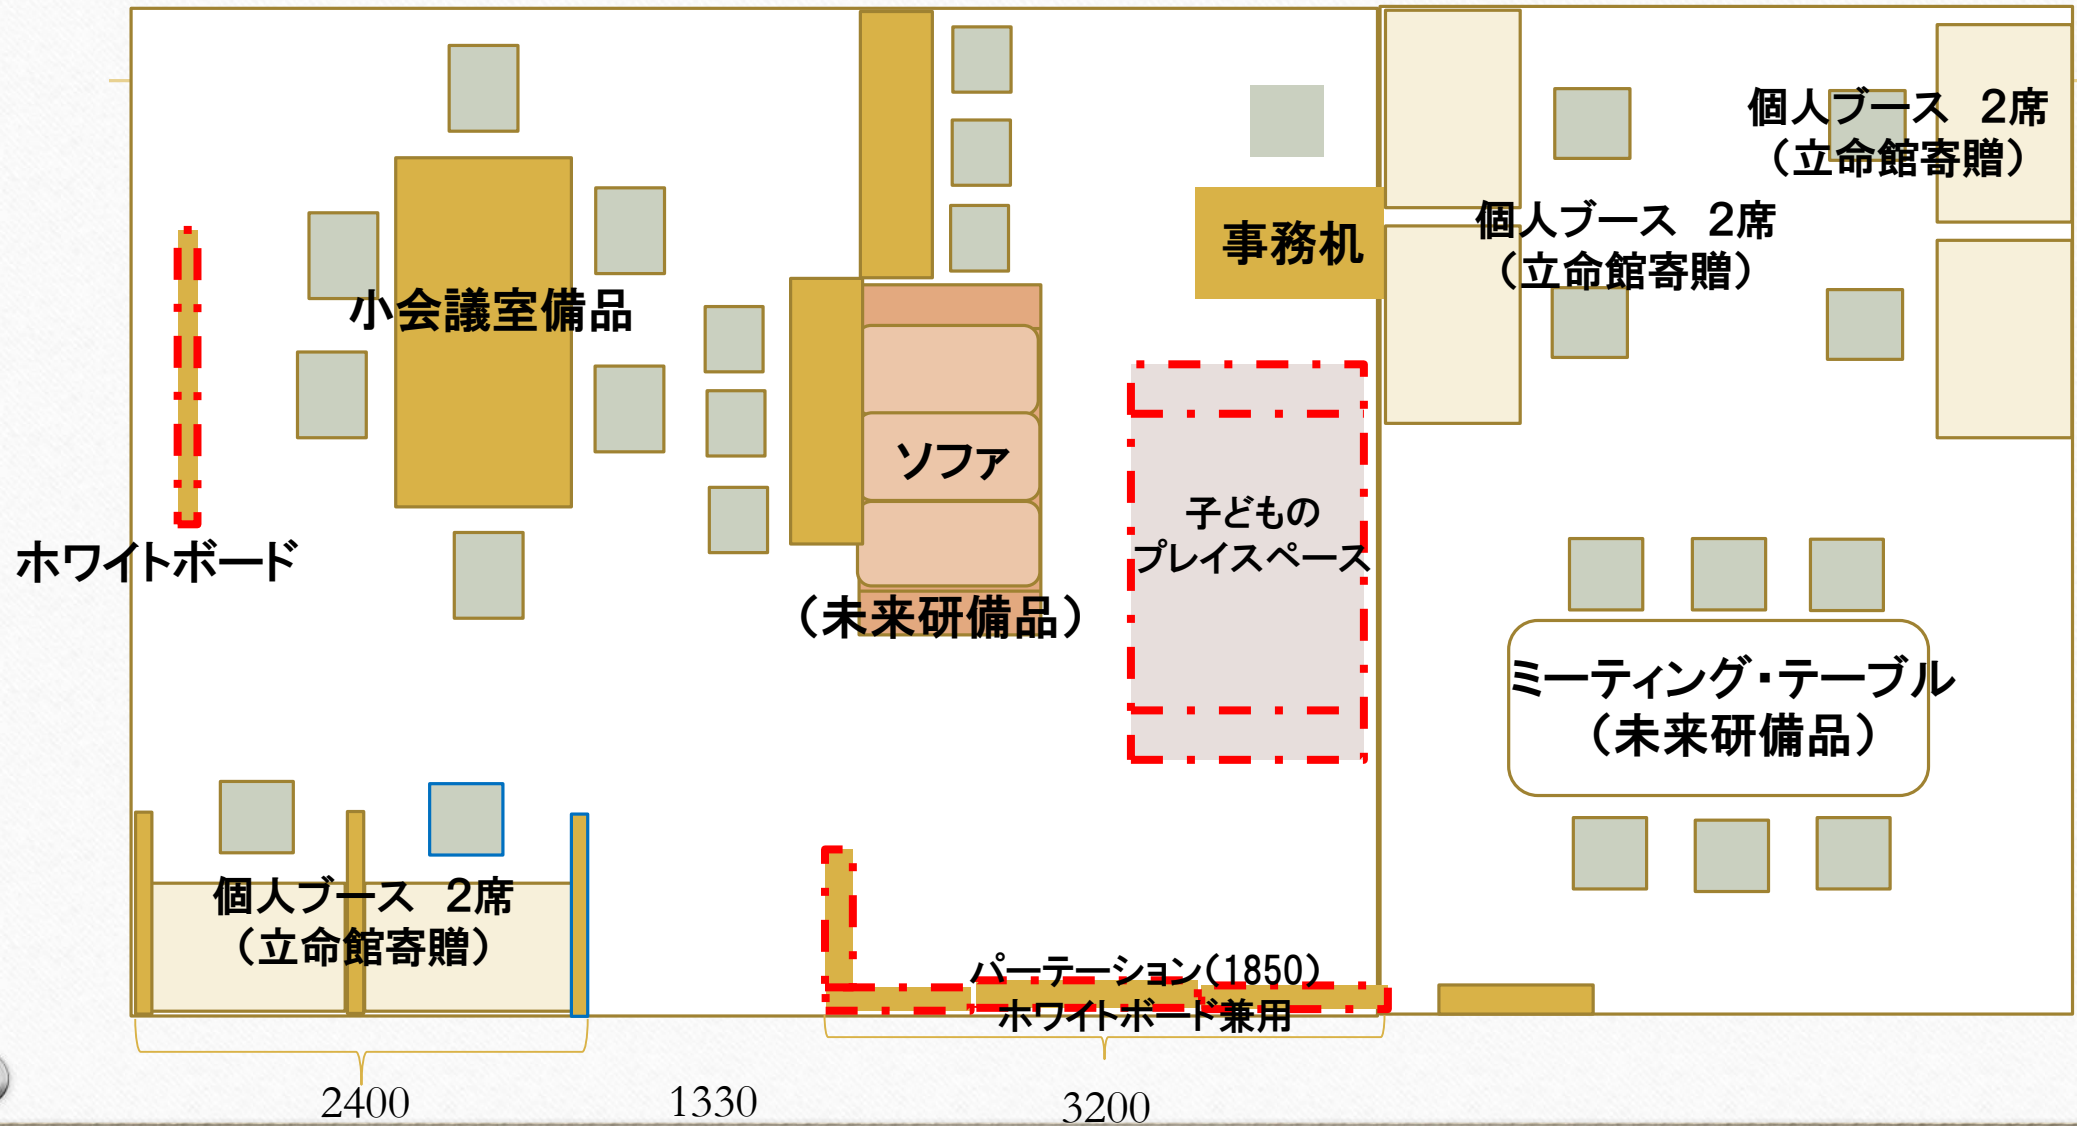 個人ブース　2席
（立命館寄贈）
個人ブース　2席
（立命館寄贈）
事務机
小会議室備品
ソファ
子どもの
プレイスペース
ホワイトボード
（未来研備品）
ミーティング・テーブル
（未来研備品）
個人ブース　2席
（立命館寄贈）
パーテーション(1850)
ホワイトボード兼用
2400
1330
3200